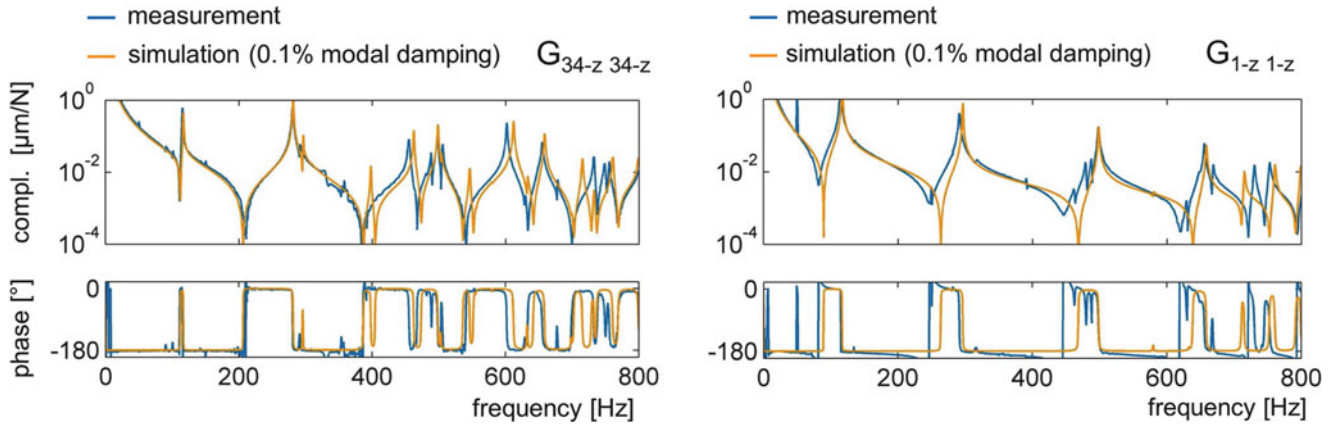 measurement
simulation (0.1% modal damping) G34-z 34-z
compl. [µm/N]
10^0
10^-2
10^-4
phase [°]
0
-180
0 200 400 600 800
frequency [Hz]
measurement
simulation (0.1% modal damping) G1-z 1-z
10^0
10^-2
10^-4
0
-180
0 200 400 600 800
frequency [Hz]